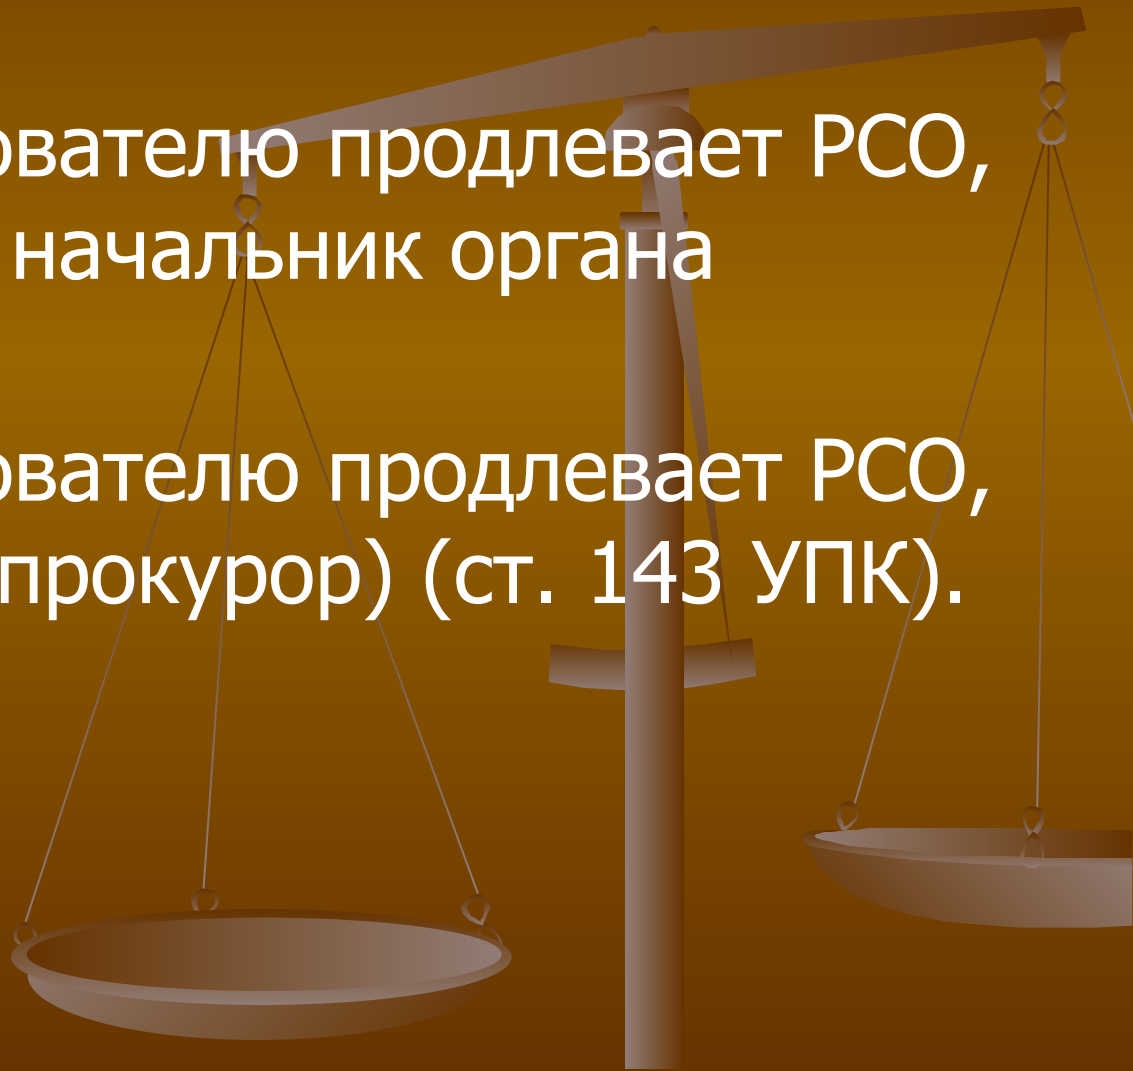 ователю продлевает РСО,
начальник органа
ователю продлевает РСО,
прокурор) (ст. 143 УПК).